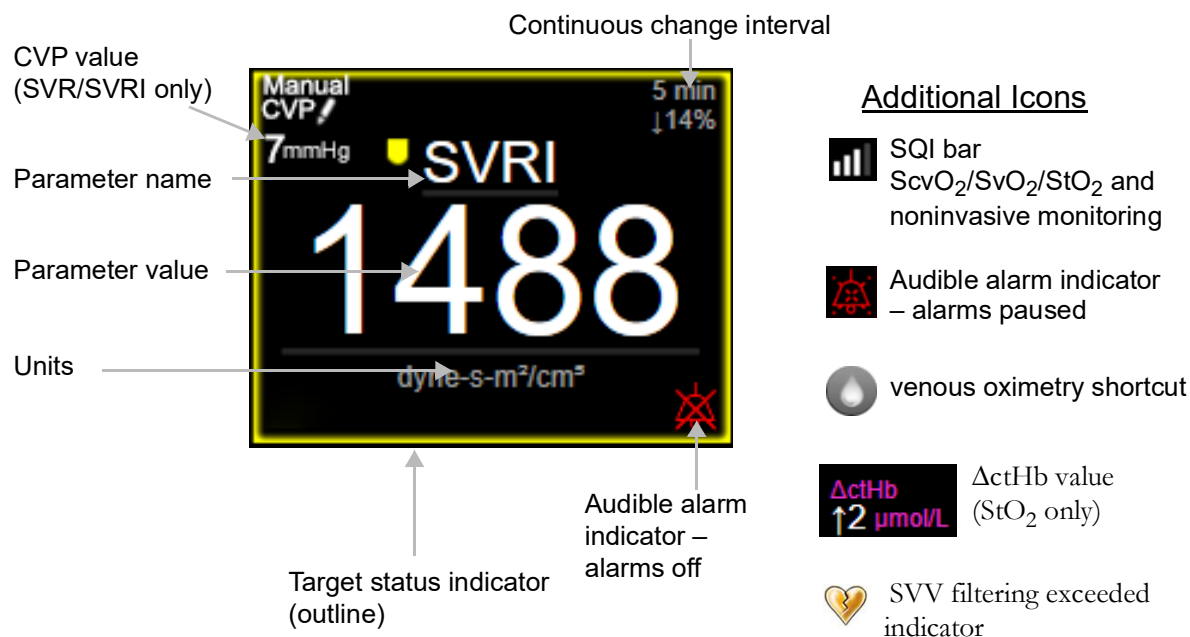 Continuous change interval
CVP value
(SVR/SVRI only)
Manual
CVP
7mmHg
5 min
↓14%
SVRI
Parameter name
1488
Parameter value
Units
dyne-s-m²/cm⁵
Audible alarm
indicator –
alarms off
Target status indicator
(outline)
Additional Icons
SQI bar
ScvO₂/SvO₂/StO₂ and
noninvasive monitoring
Audible alarm indicator
– alarms paused
venous oximetry shortcut
ΔctHb
↑2 µmol/L
ΔctHb value
(StO₂ only)
SVV filtering exceeded
indicator